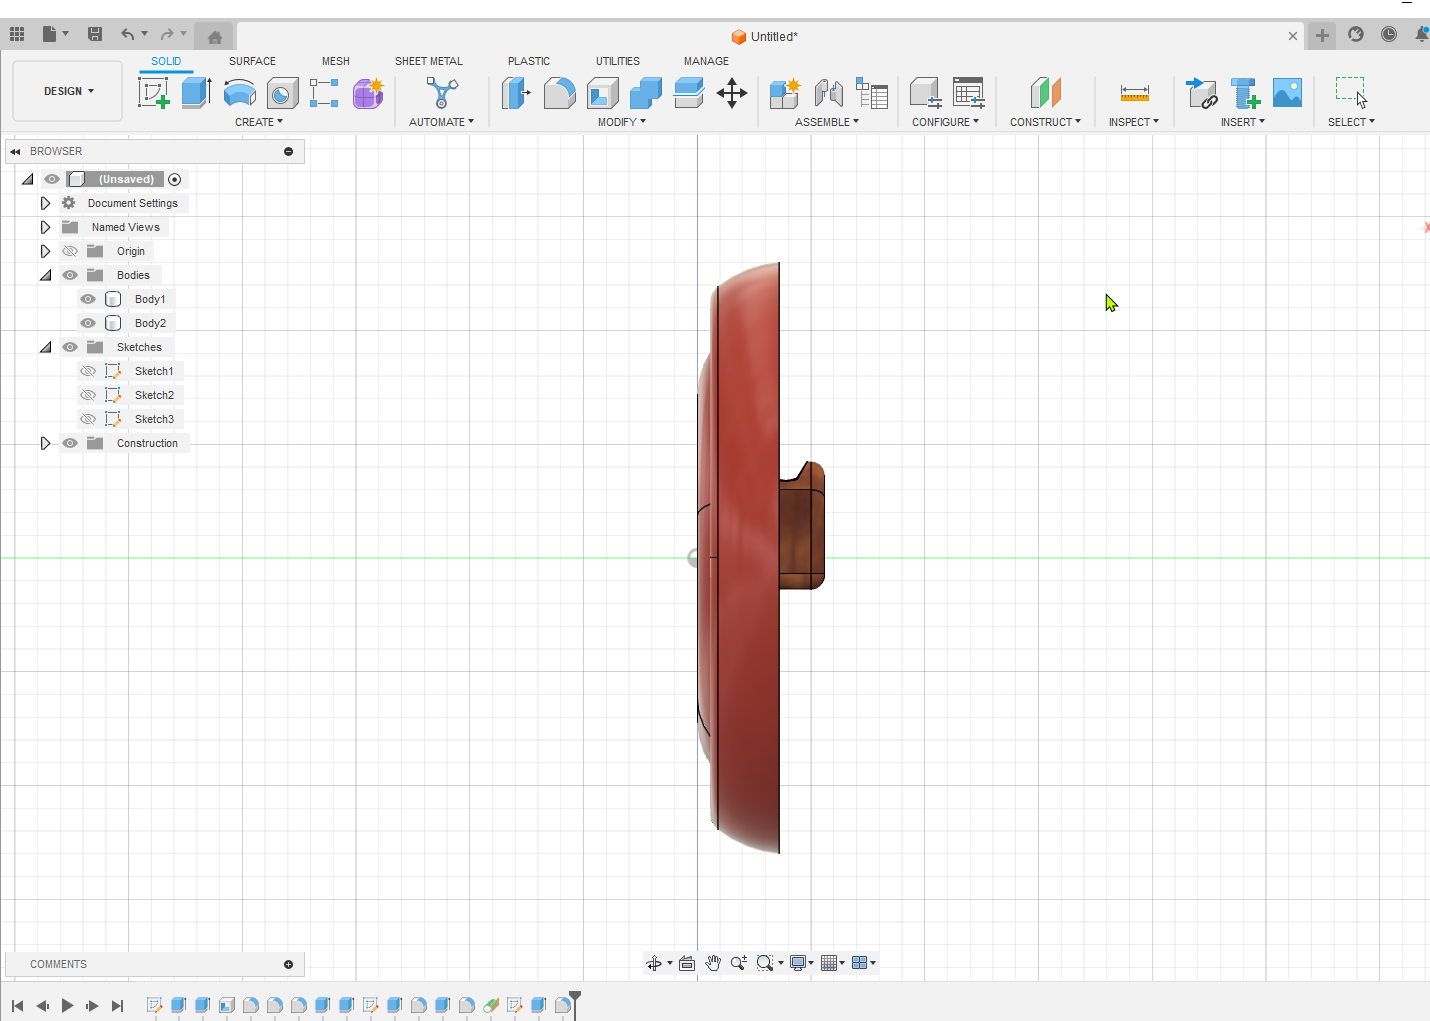 Untitled*
SOLID SURFACE MESH SHEET METAL PLASTIC UTILITIES MANAGE
DESIGN
CREATE AUTOMATE MODIFY ASSEMBLE CONFIGURE CONSTRUCT INSPECT INSERT SELECT
BROWSER
(Unsaved)
Document Settings
Named Views
Origin
Bodies
Body1
Body2
Sketches
Sketch1
Sketch2
Sketch3
Construction
COMMENTS